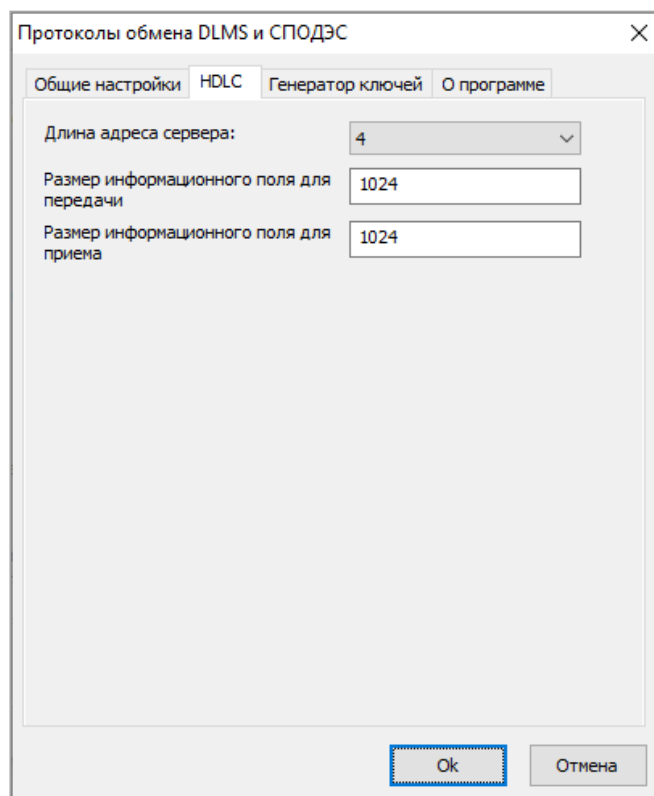 Протоколы обмена DLMS и СПОДЭС
Общие настройки HDLC Генератор ключей О программе
Длина адреса сервера: 4
Размер информационного поля для
передачи
1024
Размер информационного поля для
приема
1024
Ok Отмена